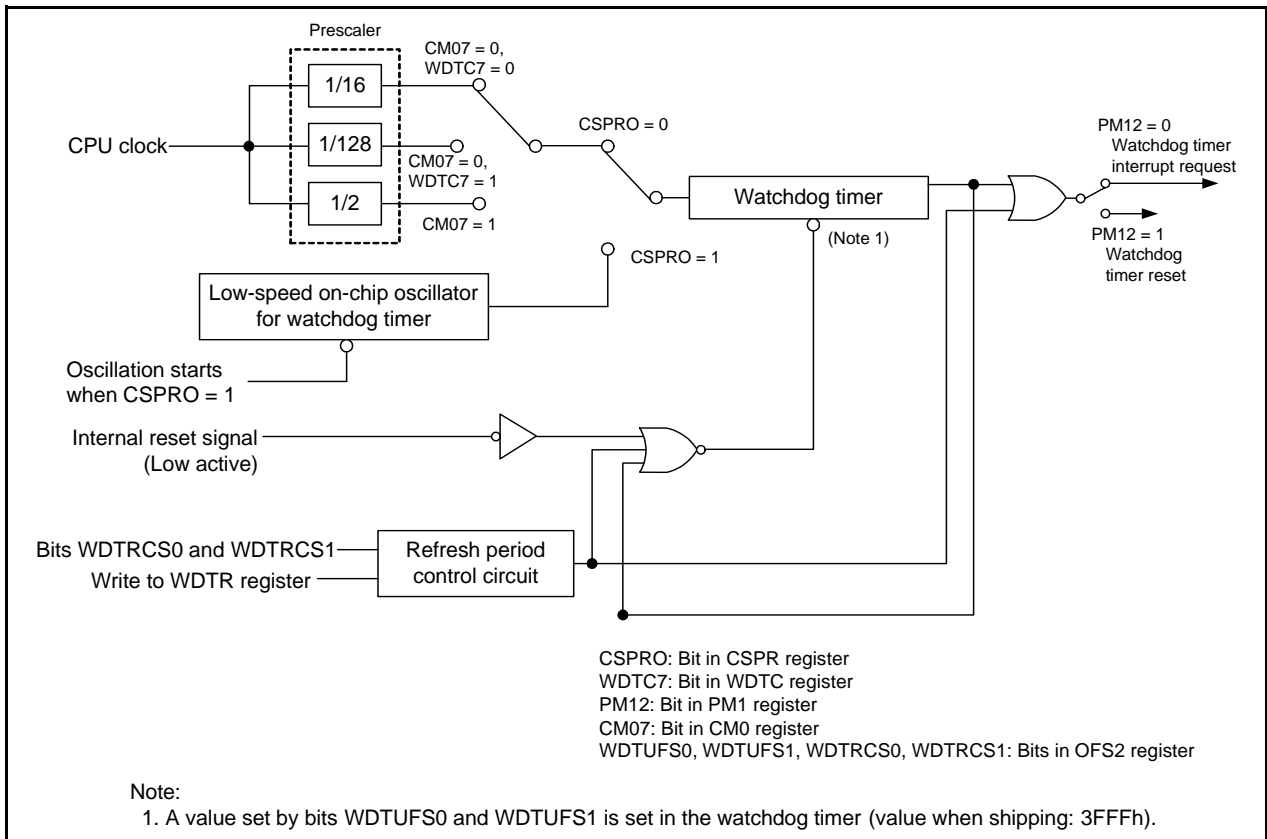 Prescaler
CM07 = 0,
WDTC7 = 0
1/16
CSPRO = 0
PM12 = 0
Watchdog timer
interrupt request
CPU clock
1/128
CM07 = 0,
WDTC7 = 1
1/2
CM07 = 1
Watchdog timer
(Note 1)
PM12 = 1
Watchdog
timer reset
CSPRO = 1
Low-speed on-chip oscillator
for watchdog timer
Oscillation starts
when CSPRO = 1
Internal reset signal
(Low active)
Bits WDTRCS0 and WDTRCS1
Write to WDTR register
Refresh period
control circuit
CSPRO: Bit in CSPR register
WDTC7: Bit in WDTC register
PM12: Bit in PM1 register
CM07: Bit in CM0 register
WDTUFS0, WDTUFS1, WDTRCS0, WDTRCS1: Bits in OFS2 register
Note:
1. A value set by bits WDTUFS0 and WDTUFS1 is set in the watchdog timer (value when shipping: 3FFFh).